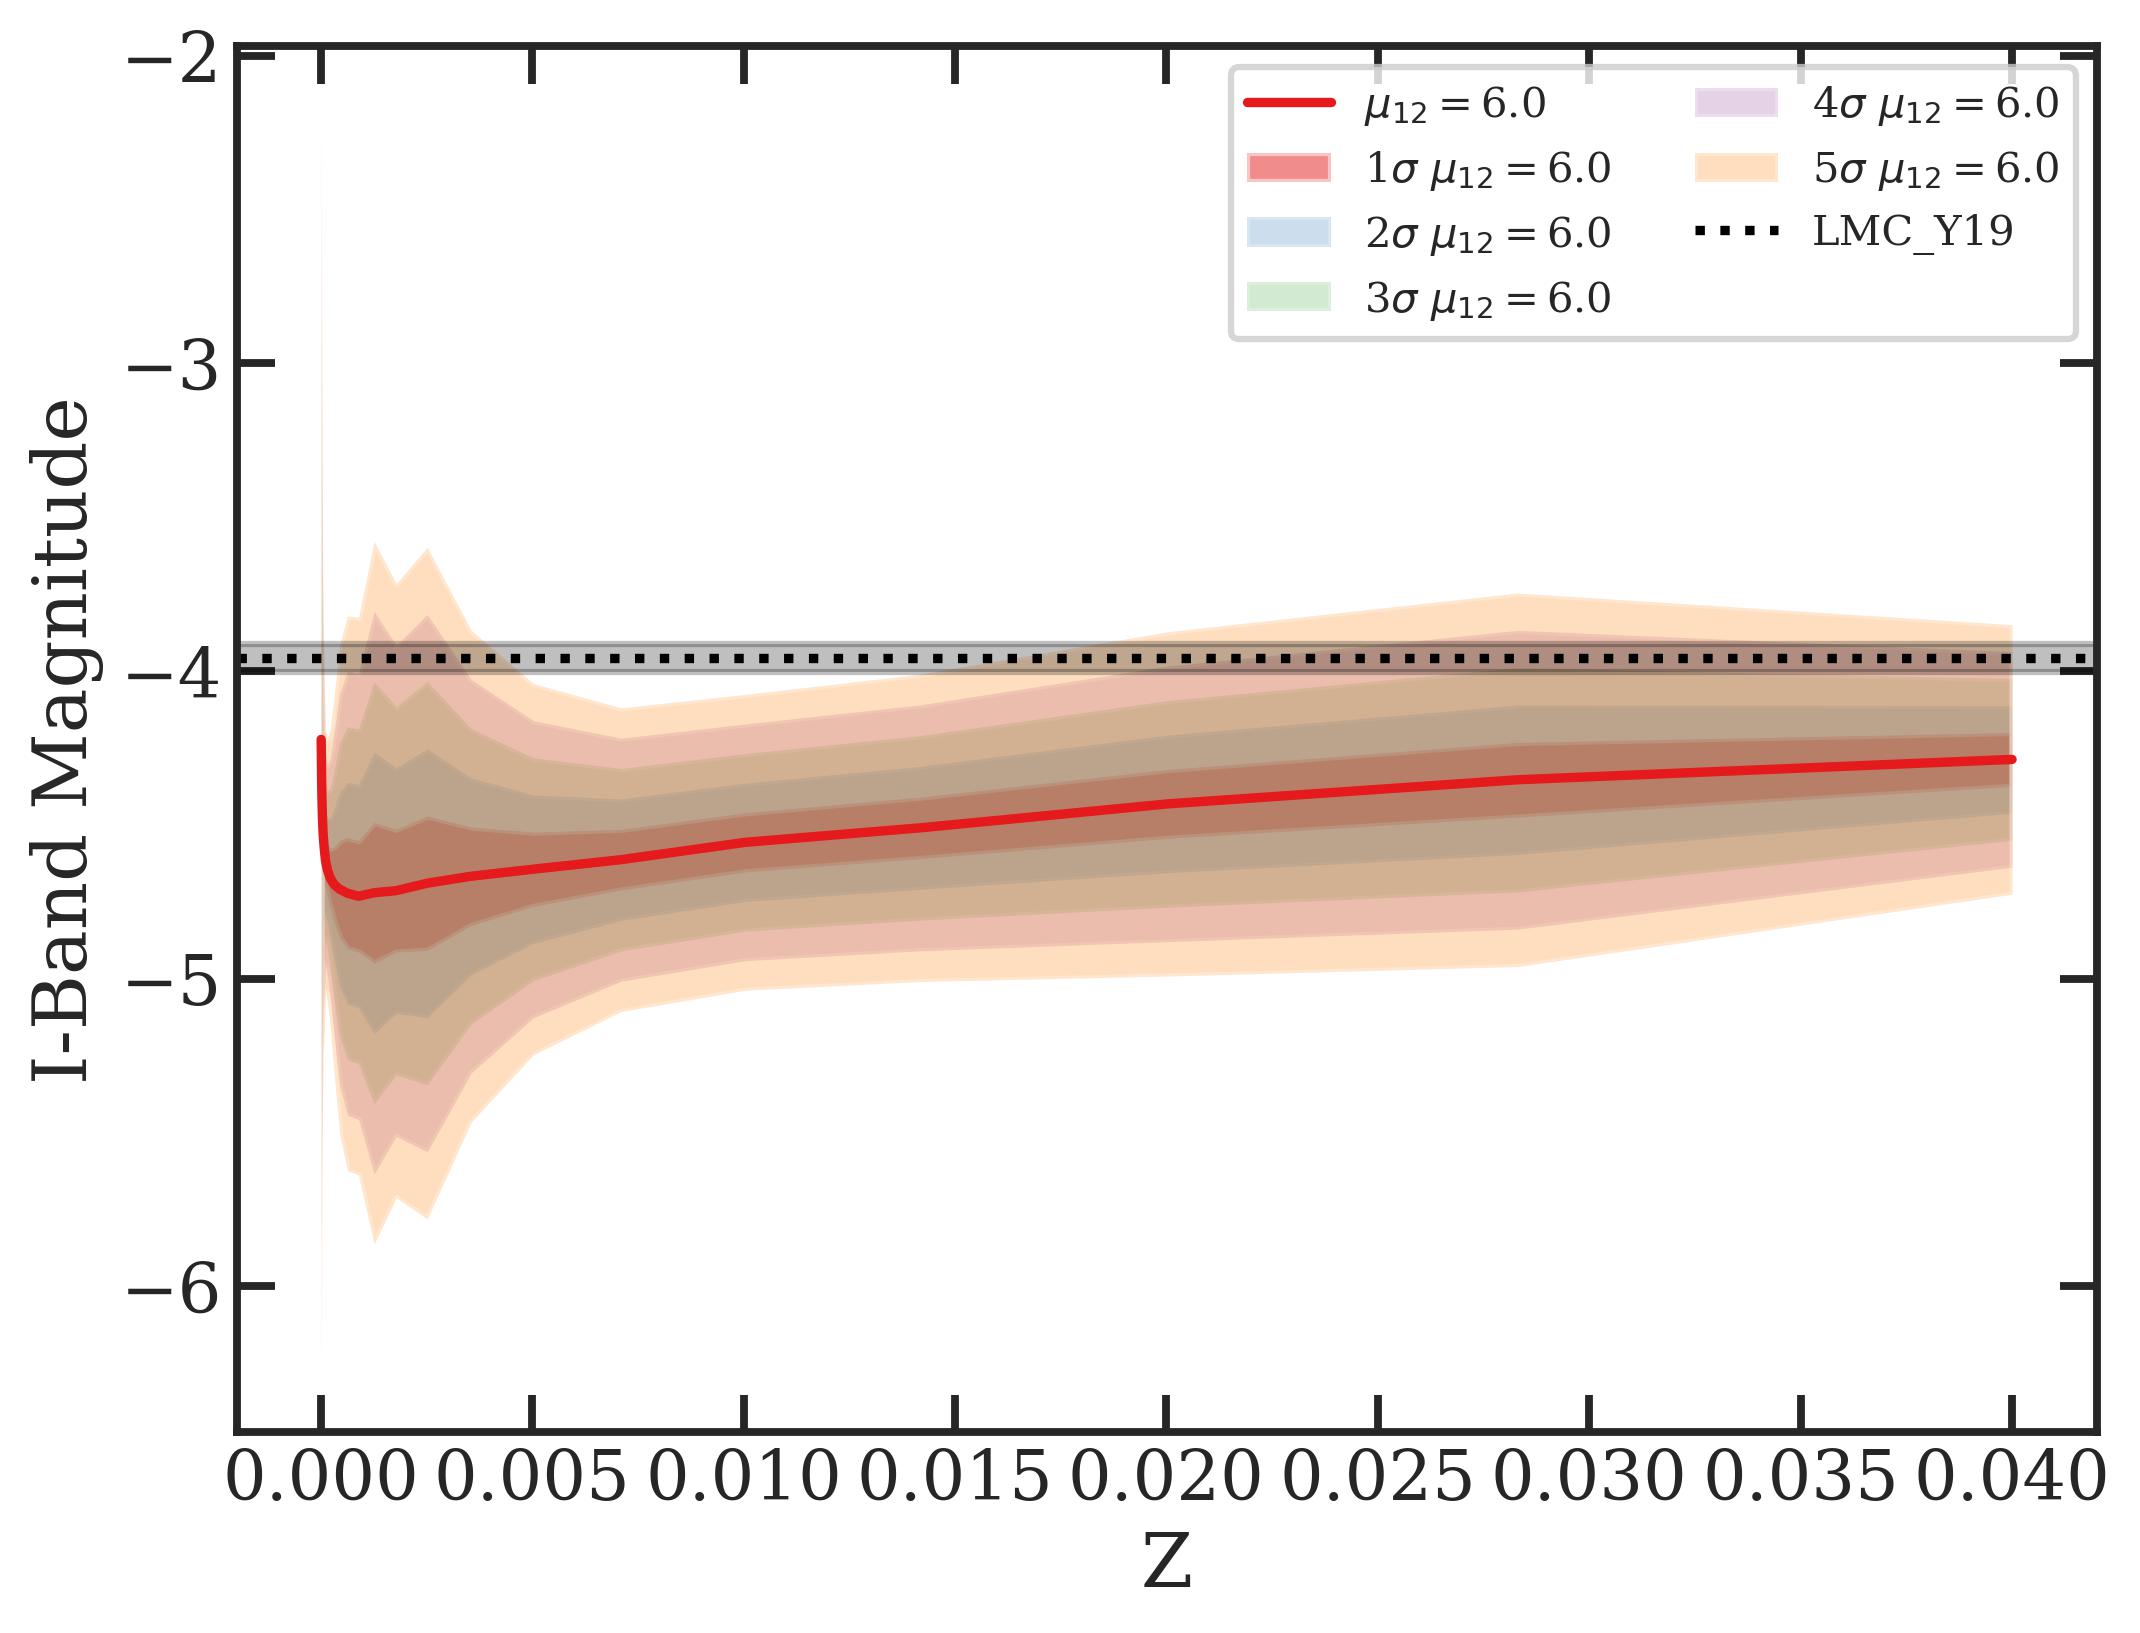 −2
−3
−4
−5
−6
I-Band Magnitude
μ₁₂ = 6.0
1σ μ₁₂ = 6.0
2σ μ₁₂ = 6.0
3σ μ₁₂ = 6.0
4σ μ₁₂ = 6.0
5σ μ₁₂ = 6.0
LMC_Y19
0.000 0.005 0.010 0.015 0.020 0.025 0.030 0.035 0.040
Z